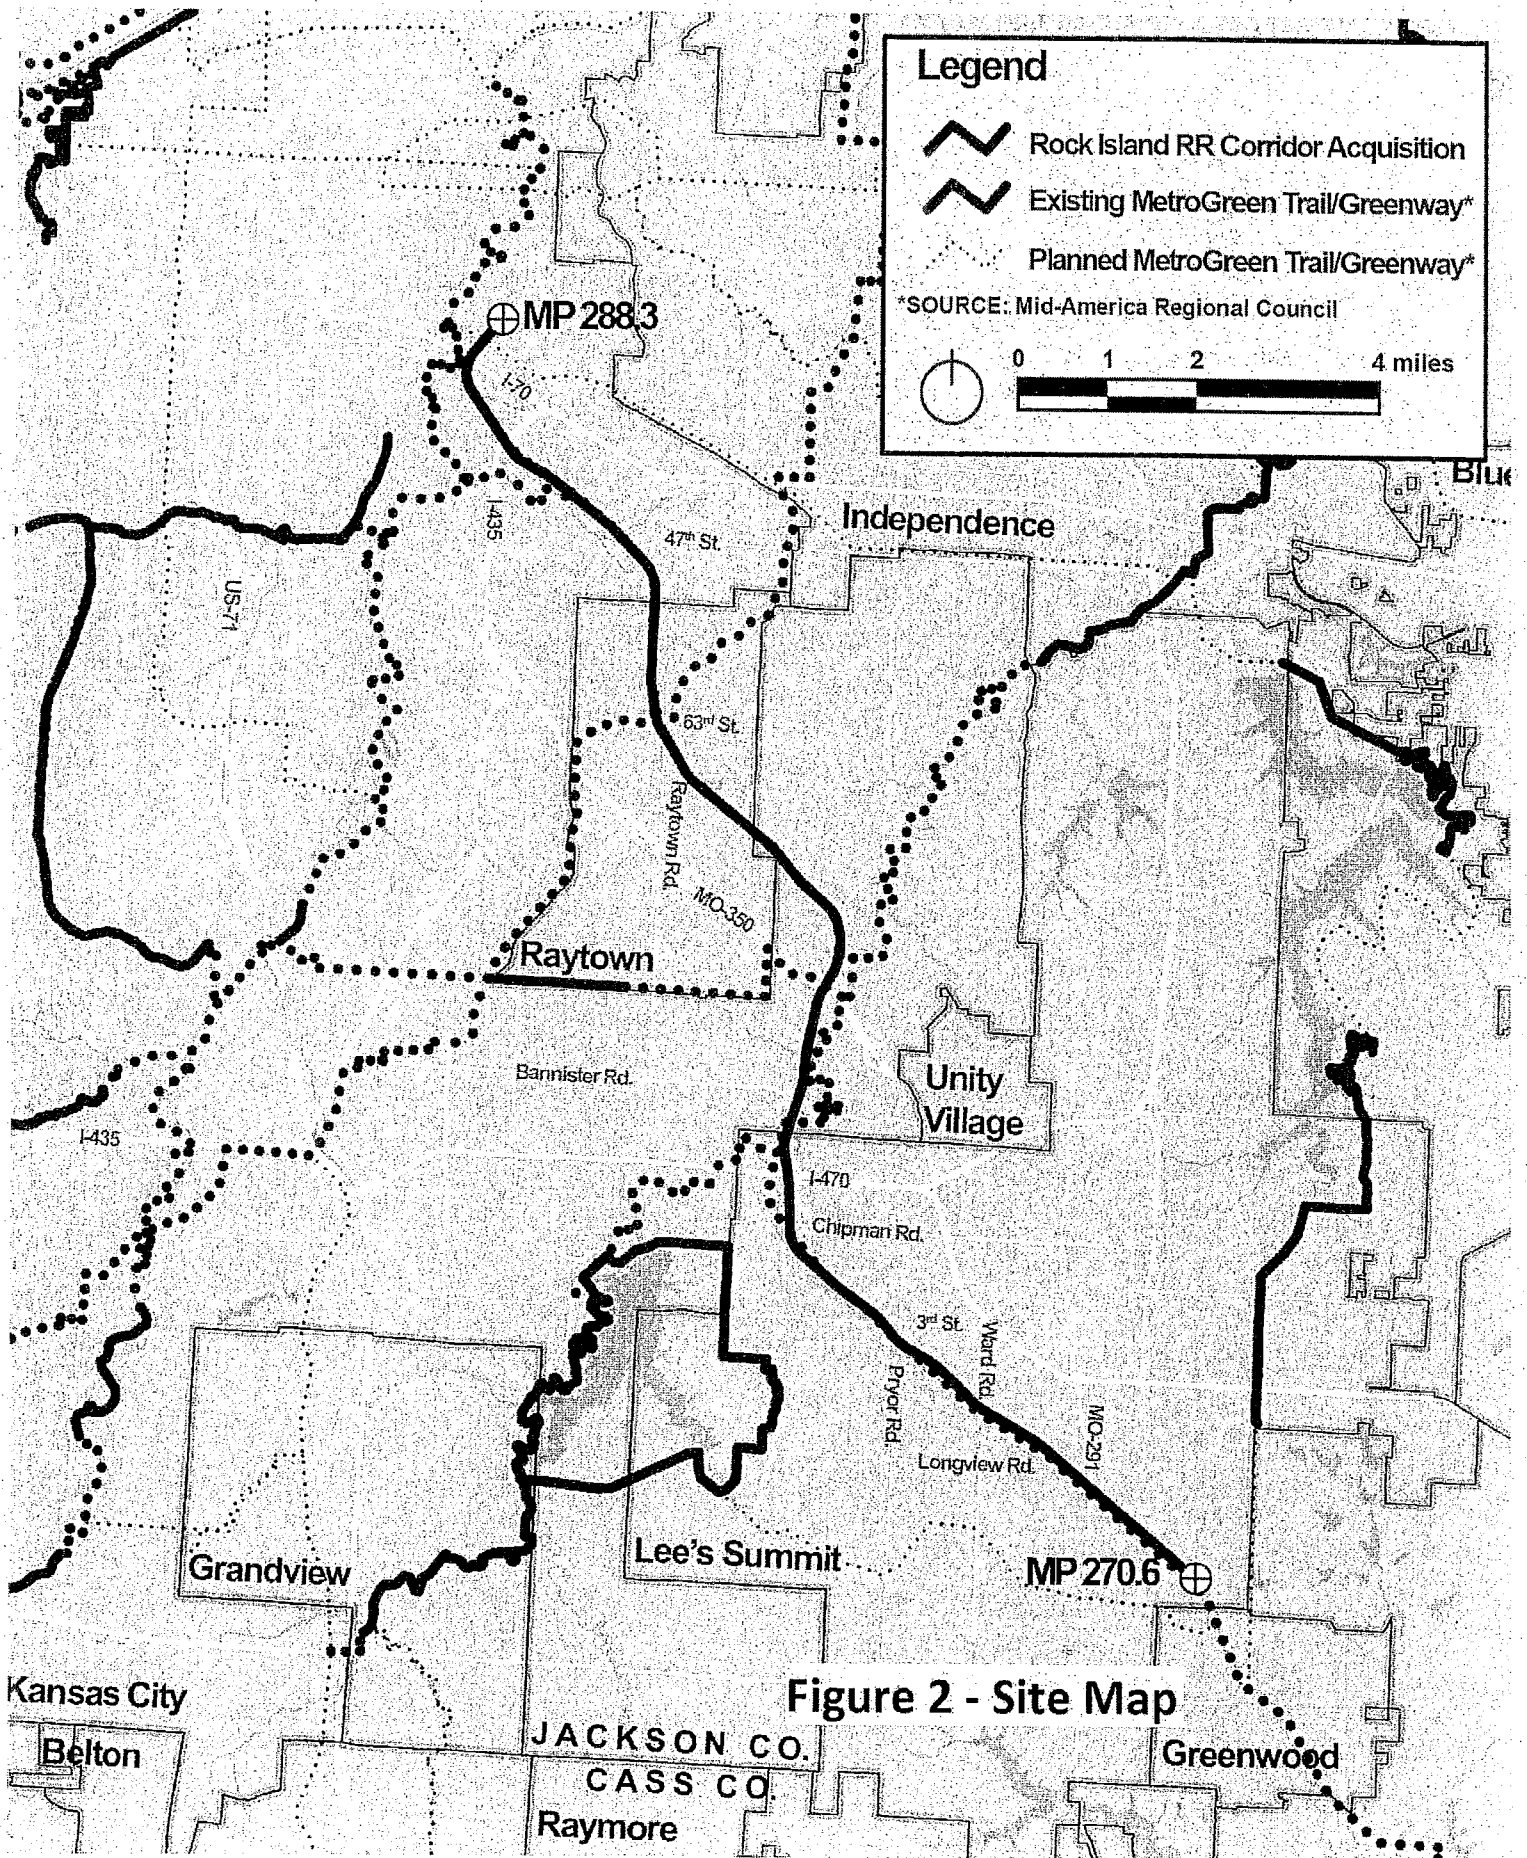 Legend
Rock Island RR Corridor Acquisition
Existing MetroGreen Trail/Greenway*
Planned MetroGreen Trail/Greenway*
*SOURCE: Mid-America Regional Council
0 1 2 4 miles
MP 288.3
I-70
Blue
I-435
47th St.
Independence
US-71
63rd St.
Raytown Rd.
MO-350
Raytown
Bannister Rd.
Unity
Village
I-435
I-470
Chipman Rd.
3rd St.
Ward Rd.
Pryor Rd.
MO-291
Longview Rd.
Lee's Summit
MP 270.6
Grandview
Kansas City
Figure 2 - Site Map
Belton
JACKSON CO.
CASS CO.
Greenwood
Raymore